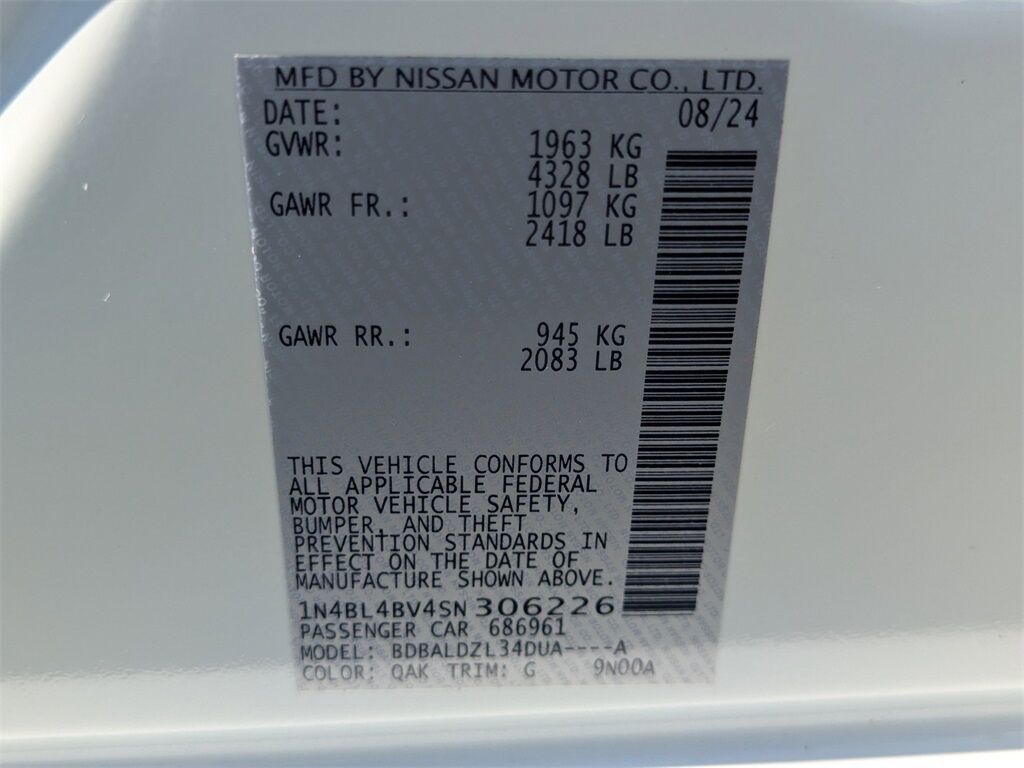 MFD BY NISSAN MOTOR CO., LTD.
DATE: 08/24
GVWR: 1963 KG
4328 LB
GAWR FR.: 1097 KG
2418 LB
GAWR RR.: 945 KG
2083 LB
THIS VEHICLE CONFORMS TO
ALL APPLICABLE FEDERAL
MOTOR VEHICLE SAFETY,
BUMPER, AND THEFT
PREVENTION STANDARDS IN
EFFECT ON THE DATE OF
MANUFACTURE SHOWN ABOVE.
1N4BL4BV4SN306226
PASSENGER CAR 686961
MODEL: BDBALDZL34DUA----A
COLOR: QAK TRIM: G 9N00A